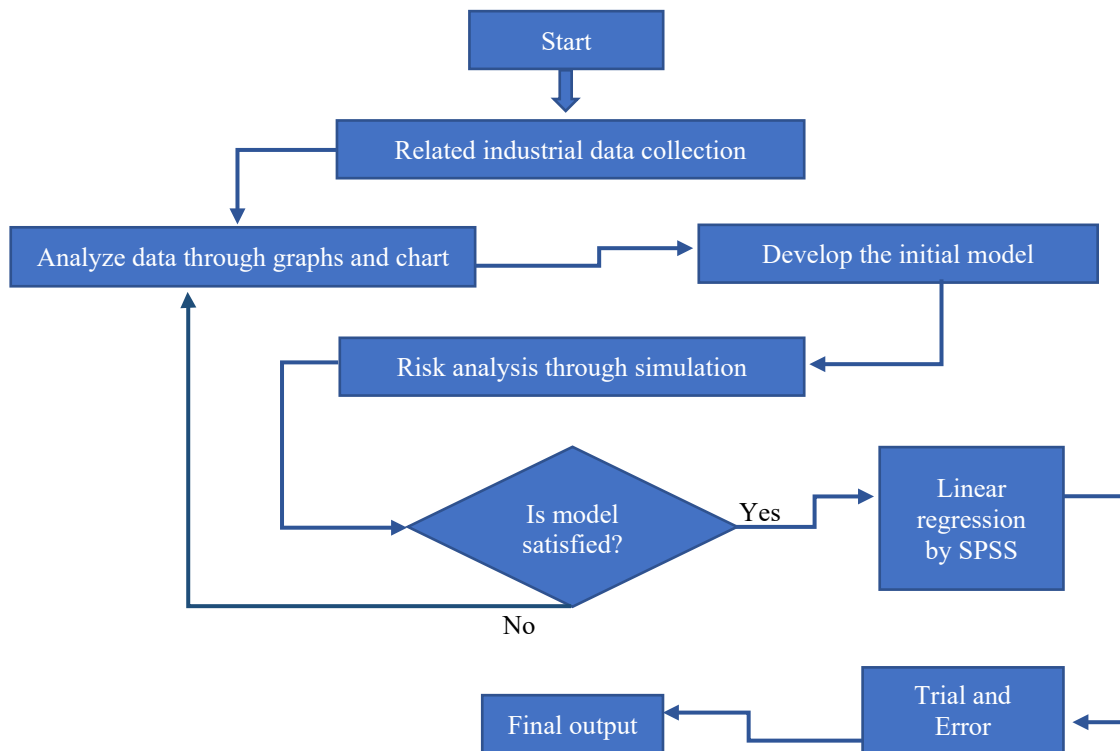 Start
Related industrial data collection
Analyze data through graphs and chart
Develop the initial model
Risk analysis through simulation
Is model
satisfied?
Yes
Linear
regression
by SPSS
No
Trial and
Error
Final output